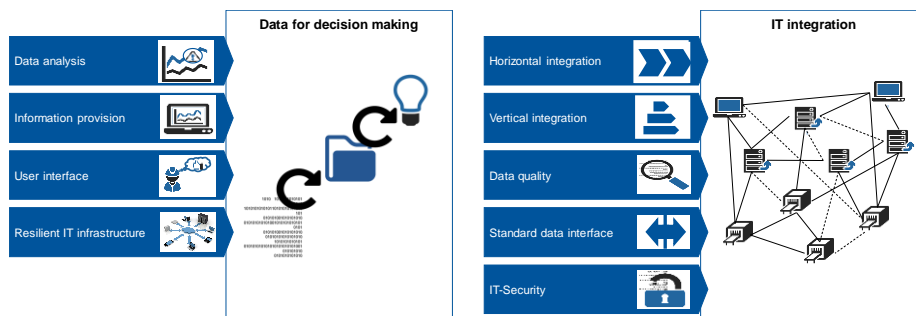 Data for decision making
Data analysis
Information provision
User interface
Resilient IT infrastructure
IT integration
Horizontal integration
Vertical integration
Data quality
Standard data interface
IT-Security